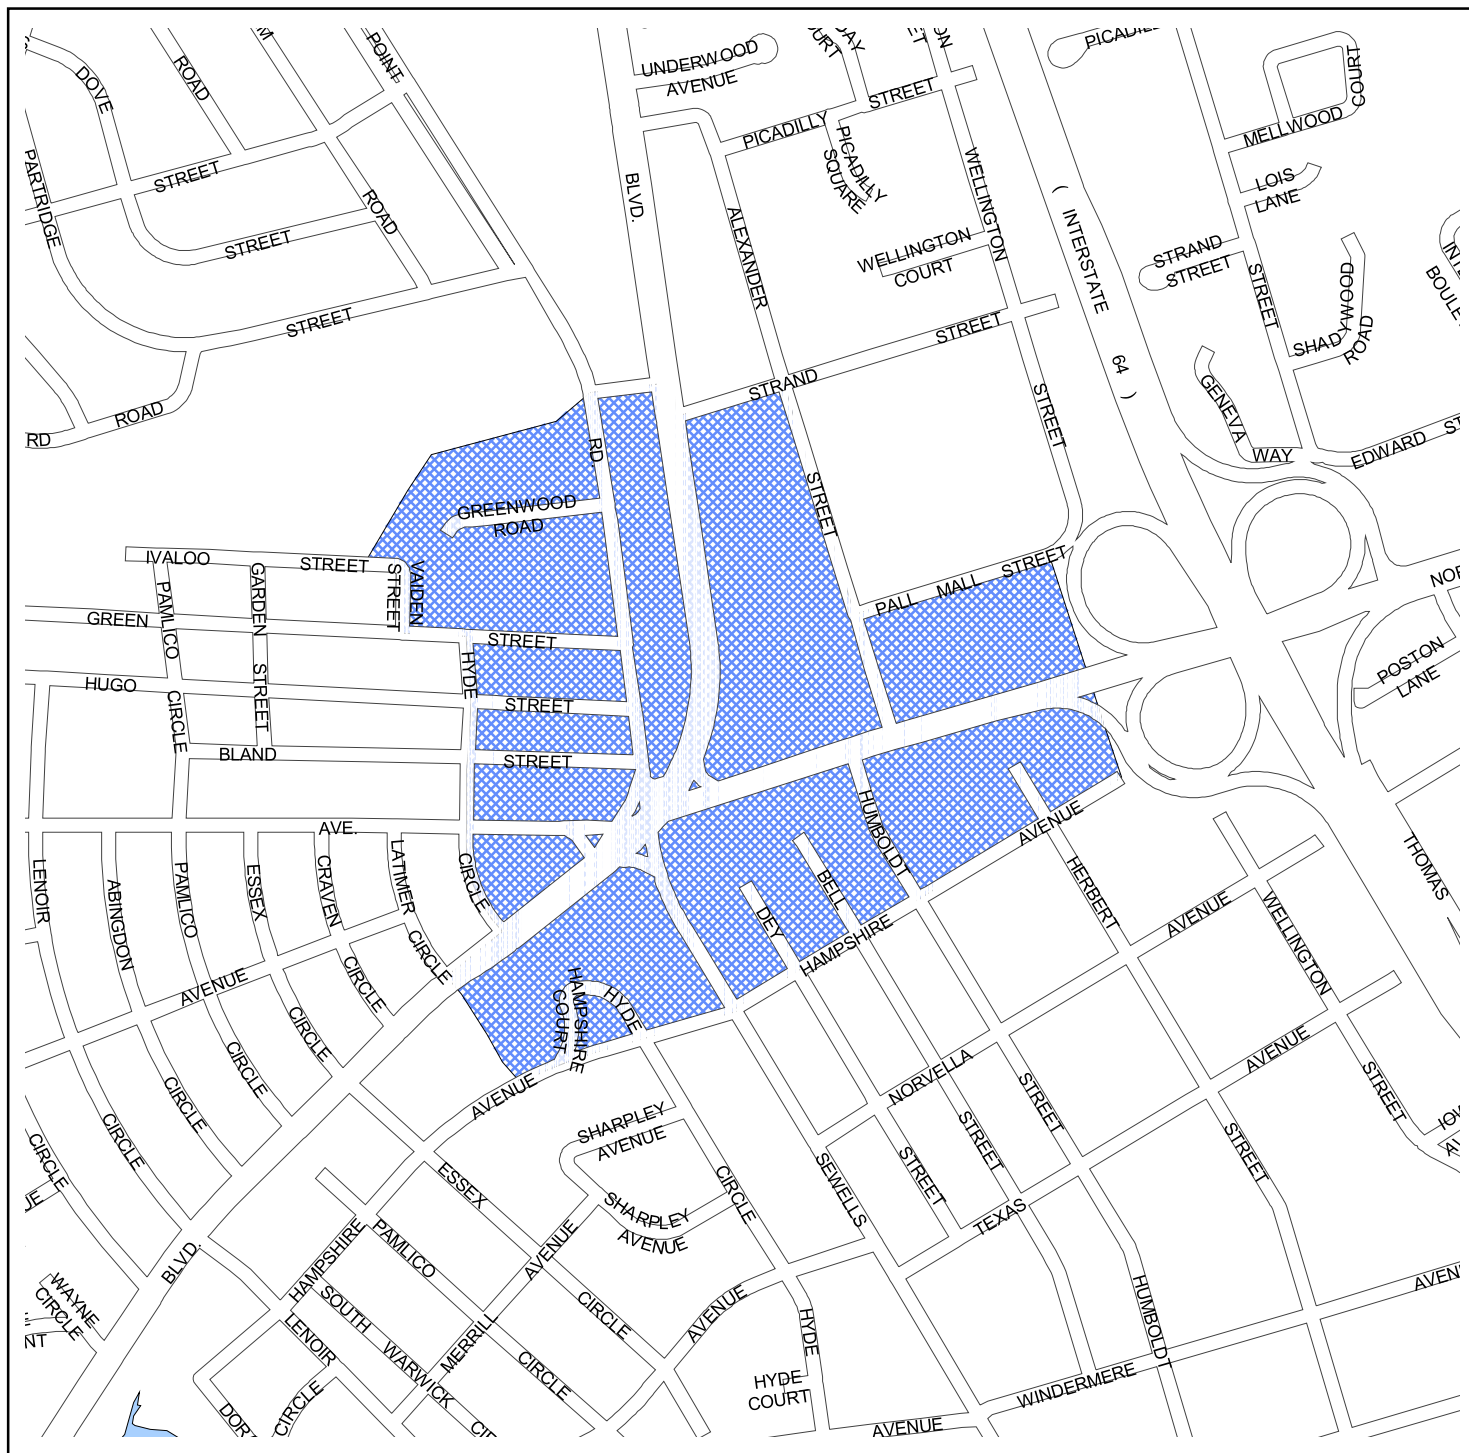 DOVE
ROAD
POINT
UNDERWOOD
AVENUE
PICADILLY
STREET
PICADILLY
SQUARE
MELLWOOD
COURT
LOIS
LANE
PARTRIDGE
STREET
ROAD
STREET
STREET
BLVD.
ALEXANDER
WELLINGTON
WELLINGTON
COURT
( INTERSTATE 64 )
STRAND
STREET
STREET
SHADYWOOD
ROAD
GENEVA
WAY
EDWARD
STRAND
STREET
STREET
ROAD
RD
RD.
STREET
GREENWOOD
ROAD
PALL MALL STREET
IVALOO
STREET
VAIDEN
STREET
GARDEN
STREET
PAMLICO
CIRCLE
GREEN
STREET
HYDE
HUGO
STREET
BLAND
STREET
AVE.
POSTON
LANE
LENOIR
ABINGDON
PAMLICO
ESSEX
CRAVEN
LATIMER
CIRCLE
CIRCLE
CIRCLE
CIRCLE
CIRCLE
CIRCLE
CIRCLE
CIRCLE
AVENUE
HUMBOLDT
BELL
DEY
HAMPSHIRE
AVENUE
HERBERT
AVENUE
WELLINGTON
THOMAS
HAMPSHIRE
COURT
HYDE
AVENUE
SHARPLEY
AVENUE
SHARPLEY
AVENUE
CIRCLE
SEWELLS
STREET
STREET
STREET
NORVELLA
AVENUE
STREET
STREET
TEXAS
ESSEX
PAMLICO
HAMPSHIRE
BLVD.
WAYNE
CIRCLE
SOUTH
WARWICK
LENOIR
CIRCLE
MERRILL
AVENUE
CIRCLE
CIRCLE
AVENUE
HYDE
HYDE
COURT
AVENUE
WINDERMERE
HUMBOLDT